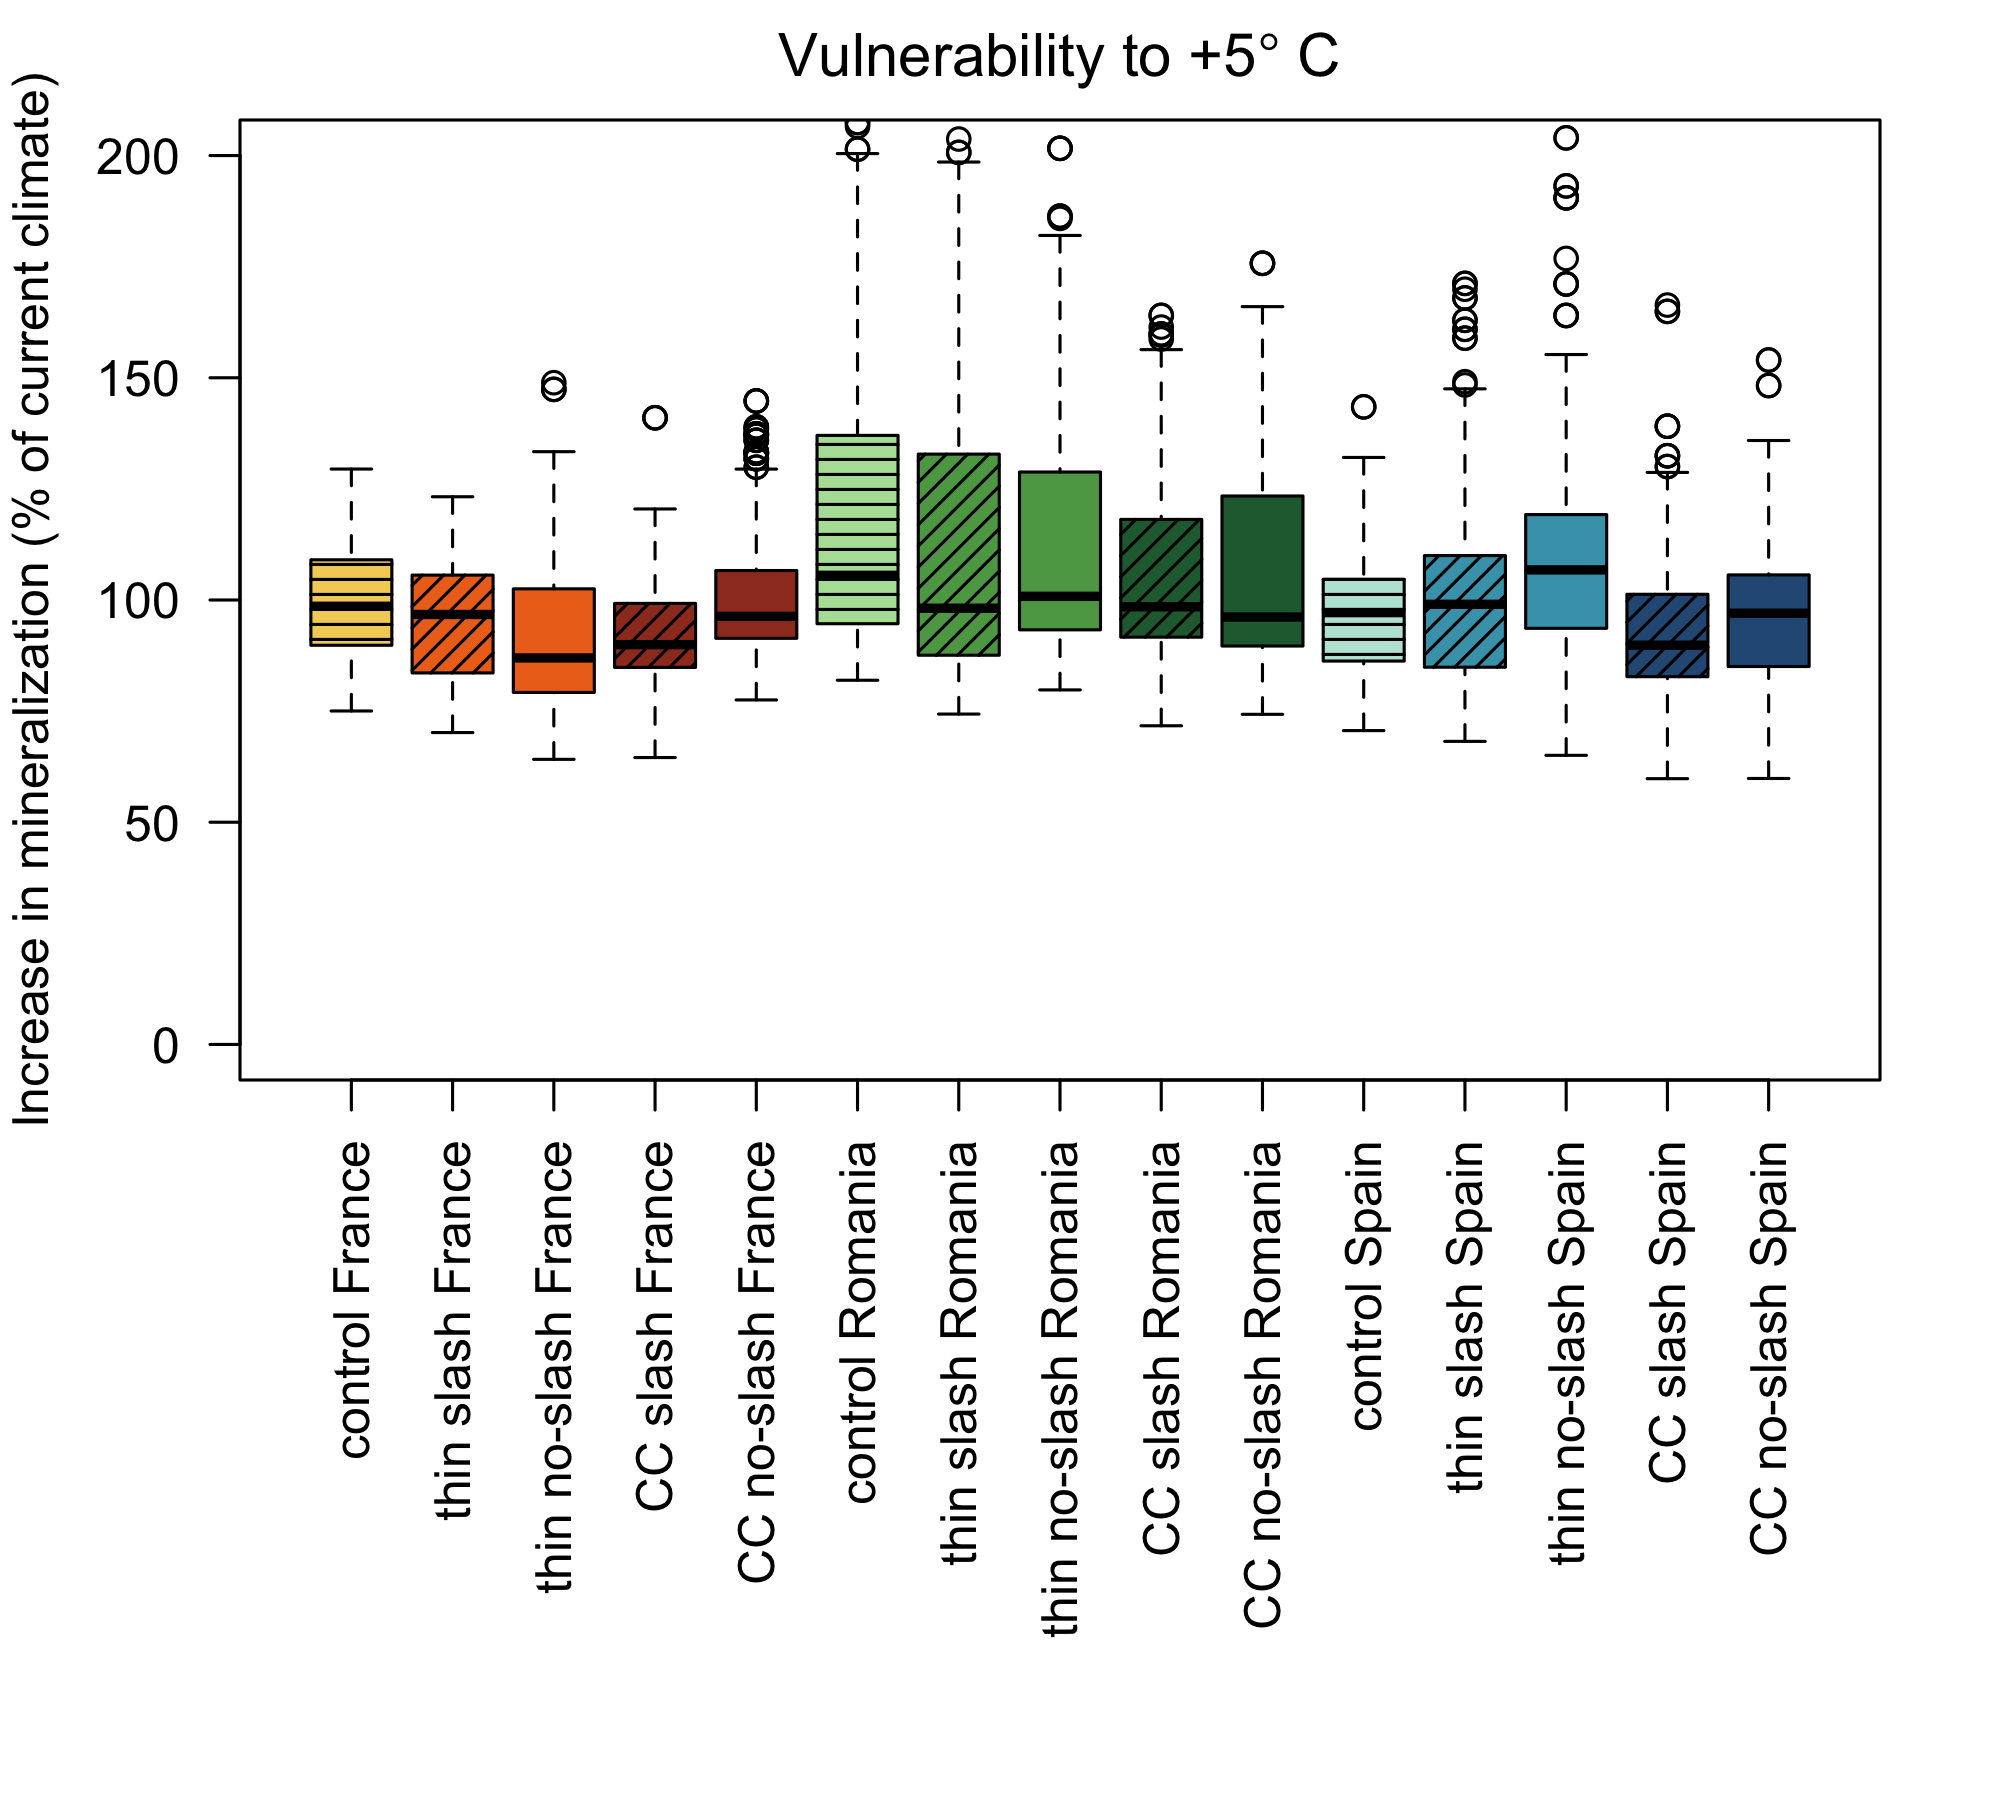 Vulnerability to +5° C
Increase in mineralization (% of current climate)
200
150
100
50
0
control France
thin slash France
thin no-slash France
CC slash France
CC no-slash France
control Romania
thin slash Romania
thin no-slash Romania
CC slash Romania
CC no-slash Romania
control Spain
thin slash Spain
thin no-slash Spain
CC slash Spain
CC no-slash Spain